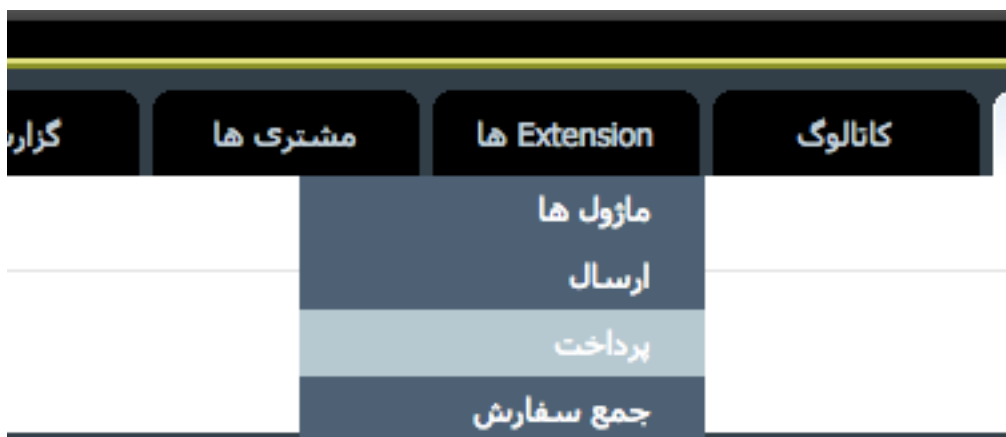 کاتالوگ
Extension ها
مشتری ها
ماژول ها
ارسال
پرداخت
جمع سفارش